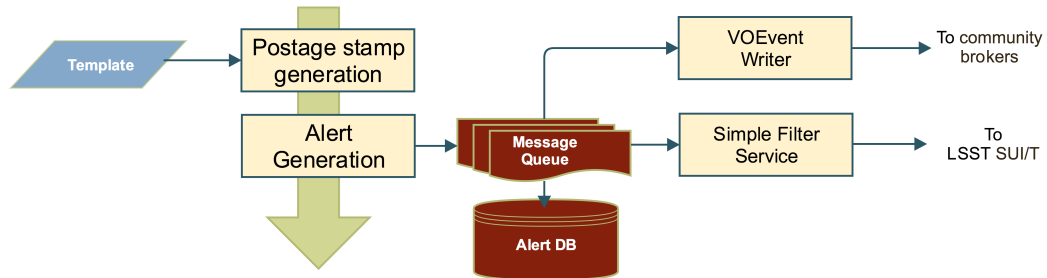 Template
Postage stamp
generation
Alert
Generation
Message
Queue
Alert DB
VOEvent
Writer
To community
brokers
Simple Filter
Service
To
LSST SUI/T